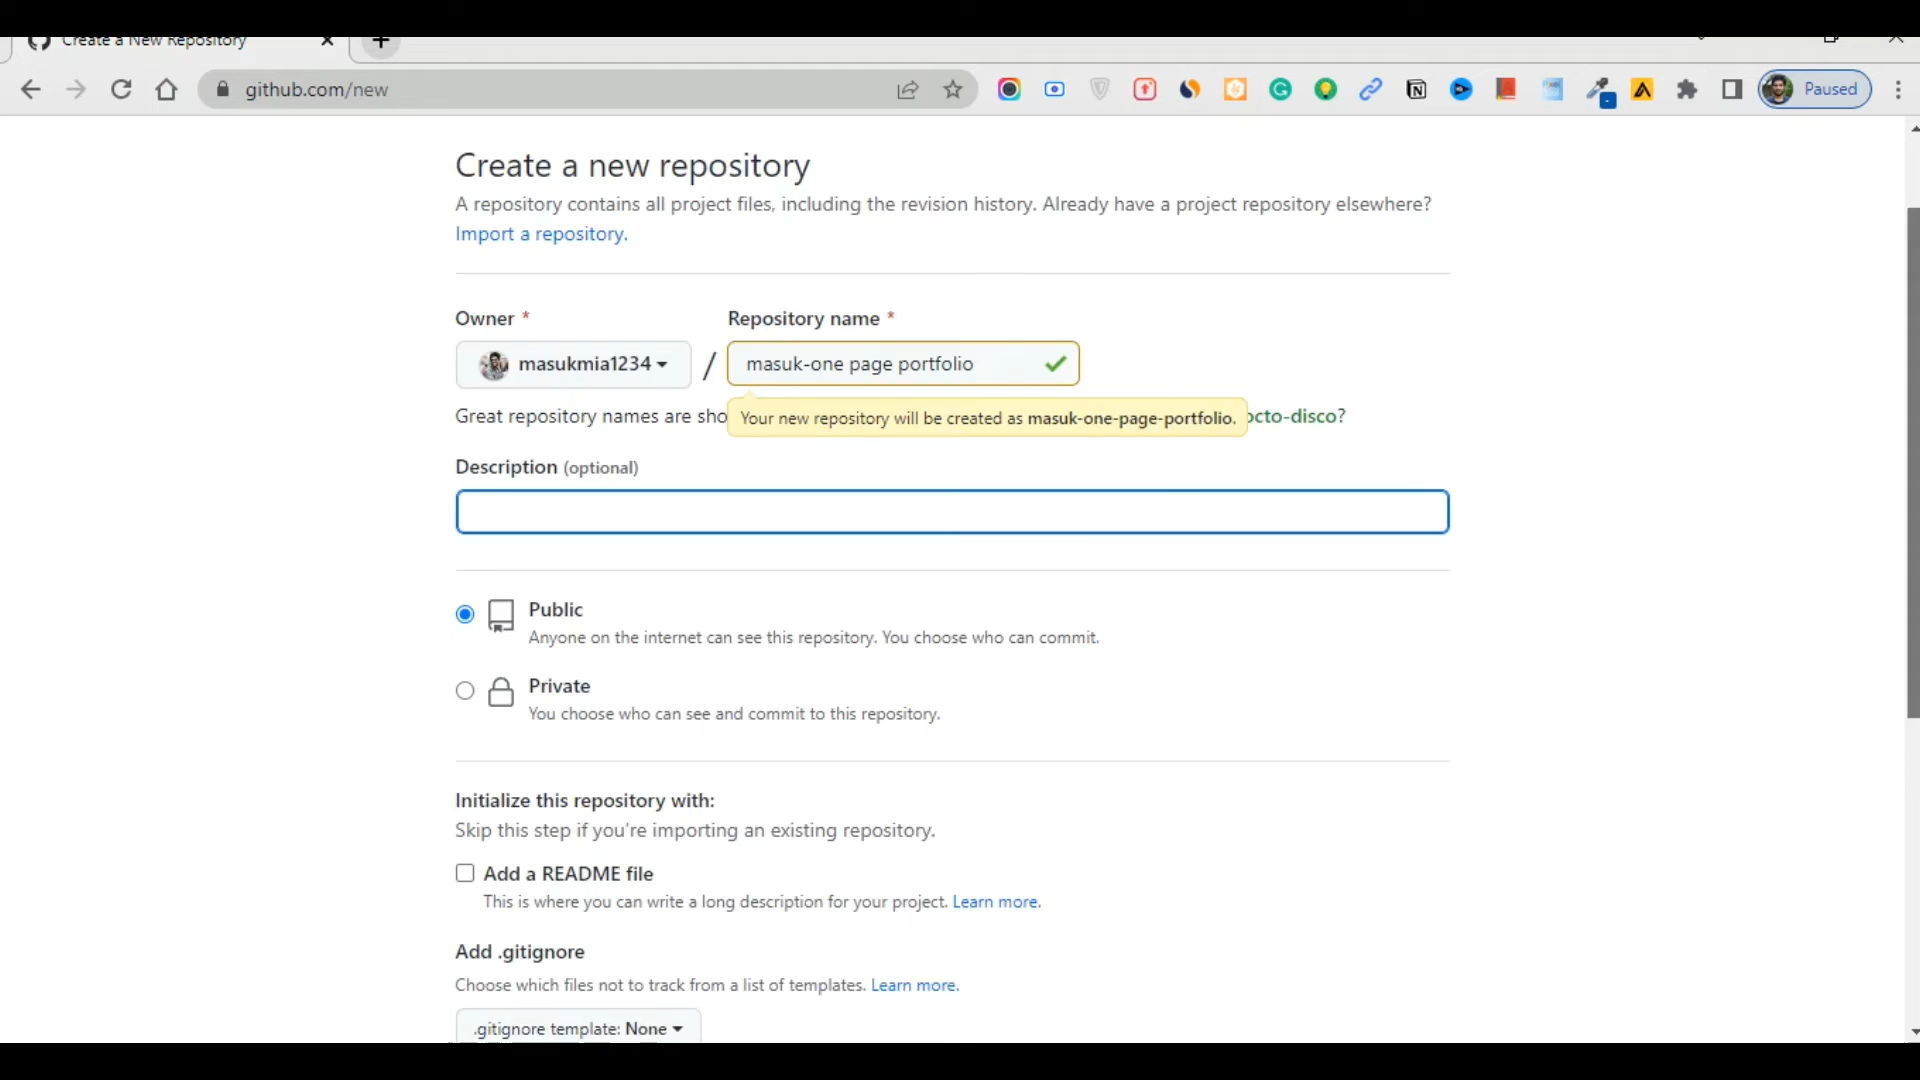 Create a New Repository
github.com/new
Paused
Create a new repository
A repository contains all project files, including the revision history. Already have a project repository elsewhere?
Import a repository.
Owner *
Repository name *
masukmia1234
/
masuk-one page portfolio
Great repository names are sho
Your new repository will be created as masuk-one-page-portfolio.
octo-disco?
Description (optional)
Public
Anyone on the internet can see this repository. You choose who can commit.
Private
You choose who can see and commit to this repository.
Initialize this repository with:
Skip this step if you're importing an existing repository.
Add a README file
This is where you can write a long description for your project. Learn more.
Add .gitignore
Choose which files not to track from a list of templates. Learn more.
.gitignore template: None